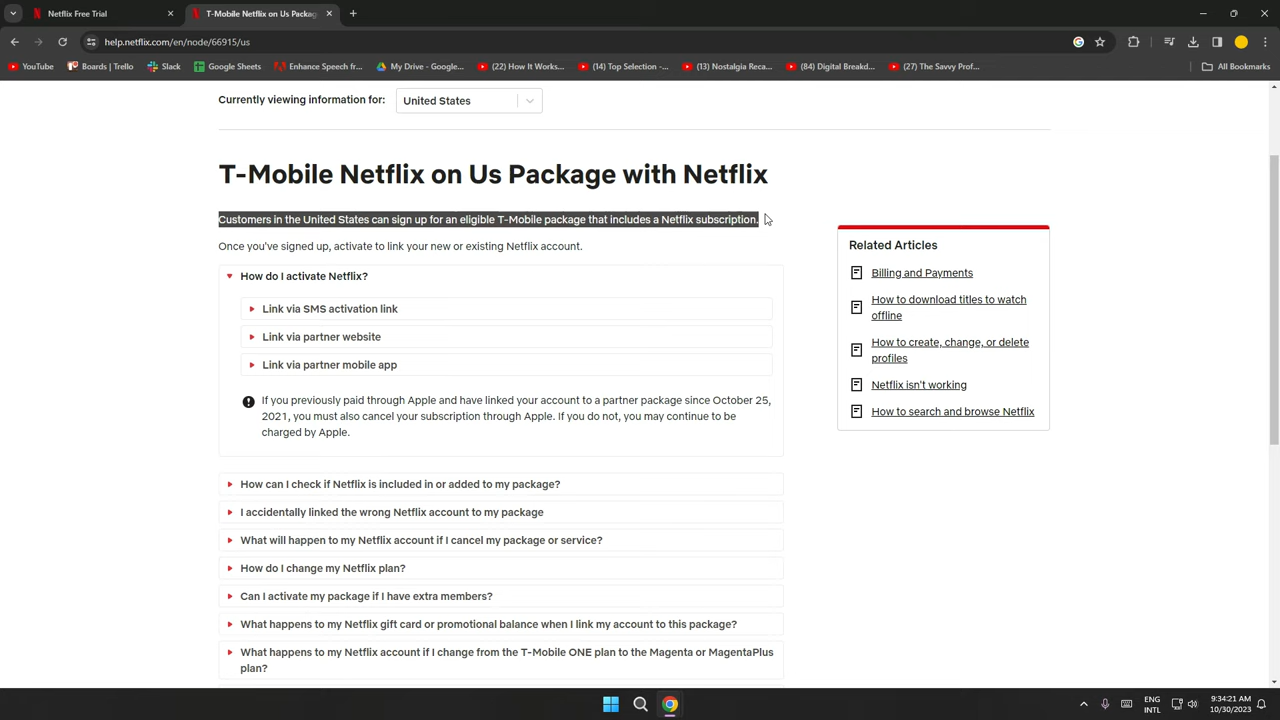 Netflix Free Trial
T-Mobile Netflix on Us Packag
help.netflix.com/en/node/66915/us
YouTube
Boards | Trello
Slack
Google Sheets
Enhance Speech fr...
My Drive - Google...
(22) How It Works...
(14) Top Selection -...
(13) Nostalgia Reca...
(84) Digital Breakd...
(27) The Savvy Prof...
All Bookmarks
Currently viewing information for:
United States
T-Mobile Netflix on Us Package with Netflix
Customers in the United States can sign up for an eligible T-Mobile package that includes a Netflix subscription.
Once you've signed up, activate to link your new or existing Netflix account.
How do I activate Netflix?
Link via SMS activation link
Link via partner website
Link via partner mobile app
If you previously paid through Apple and have linked your account to a partner package since October 25,
2021, you must also cancel your subscription through Apple. If you do not, you may continue to be
charged by Apple.
How can I check if Netflix is included in or added to my package?
I accidentally linked the wrong Netflix account to my package
What will happen to my Netflix account if I cancel my package or service?
How do I change my Netflix plan?
Can I activate my package if I have extra members?
What happens to my Netflix gift card or promotional balance when I link my account to this package?
What happens to my Netflix account if I change from the T-Mobile ONE plan to the Magenta or MagentaPlus
plan?
Related Articles
Billing and Payments
How to download titles to watch
offline
How to create, change, or delete
profiles
Netflix isn't working
How to search and browse Netflix
ENG
INTL
9:34:21 AM
10/30/2023